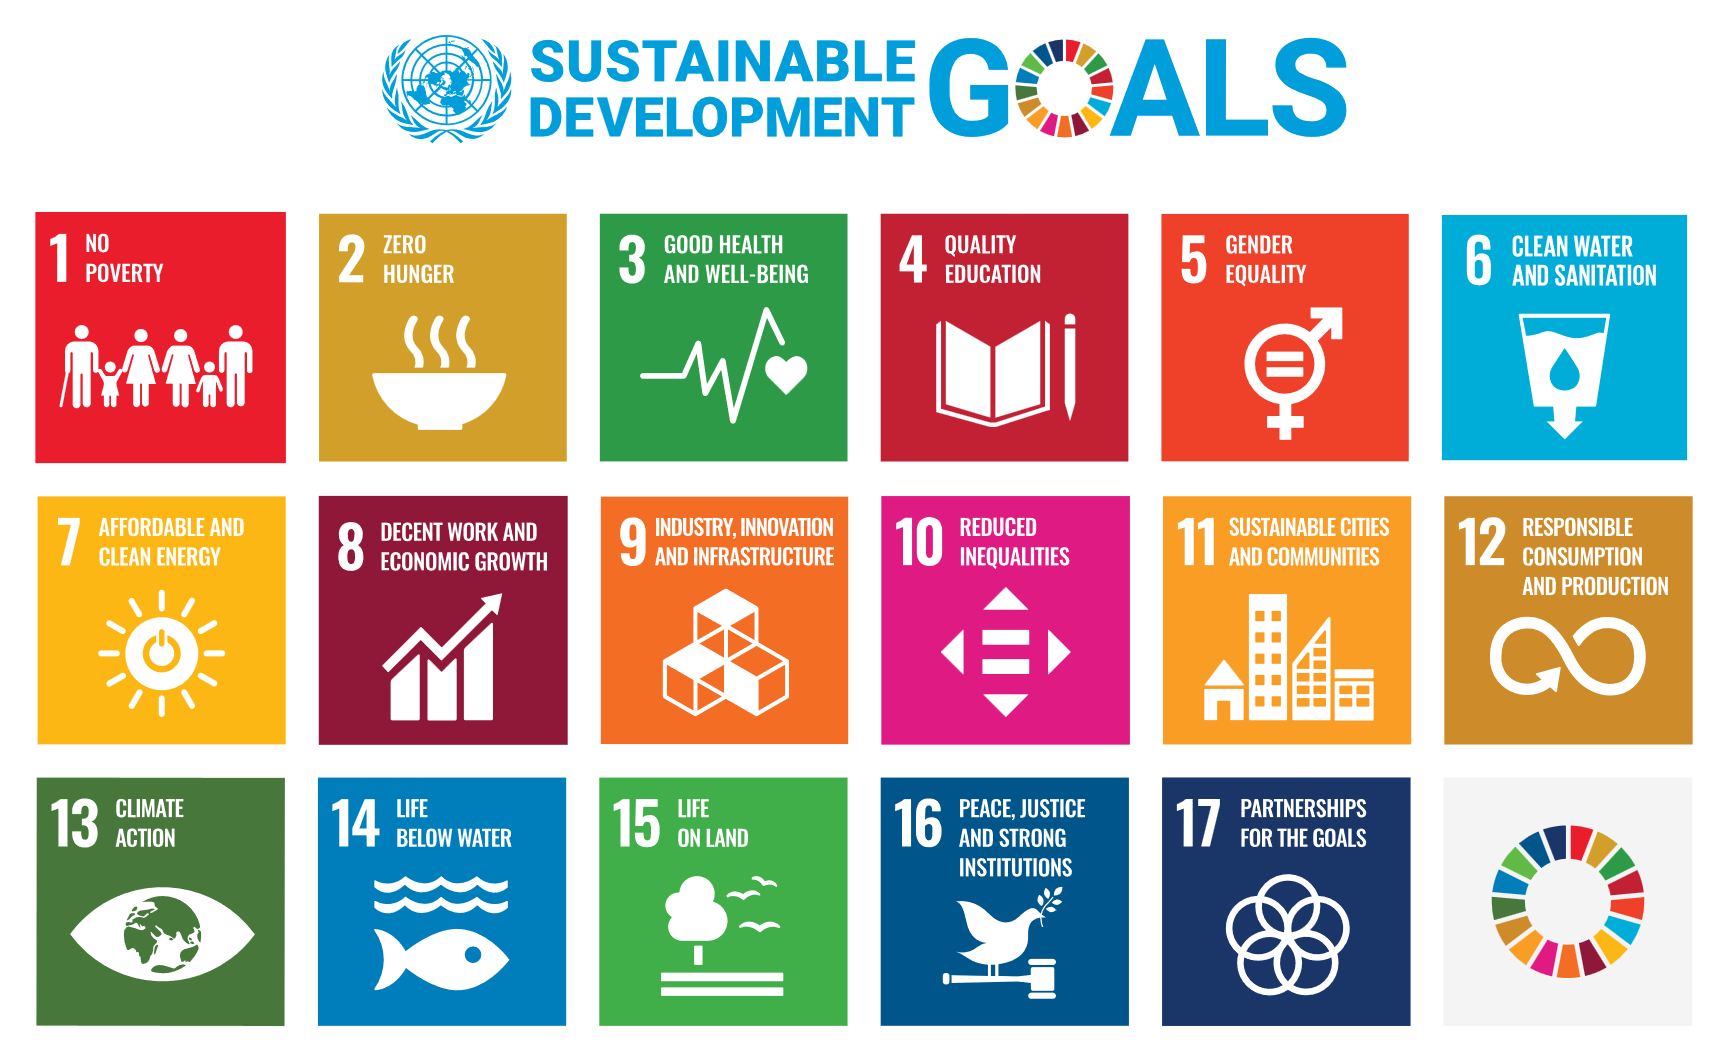 SUSTAINABLE
DEVELOPMENT
GOALS
1 NO
POVERTY
2 ZERO
HUNGER
3 GOOD HEALTH
AND WELL-BEING
4 QUALITY
EDUCATION
5 GENDER
EQUALITY
6 CLEAN WATER
AND SANITATION
7 AFFORDABLE AND
CLEAN ENERGY
8 DECENT WORK AND
ECONOMIC GROWTH
9 INDUSTRY, INNOVATION
AND INFRASTRUCTURE
10 REDUCED
INEQUALITIES
11 SUSTAINABLE CITIES
AND COMMUNITIES
12 RESPONSIBLE
CONSUMPTION
AND PRODUCTION
13 CLIMATE
ACTION
14 LIFE
BELOW WATER
15 LIFE
ON LAND
16 PEACE, JUSTICE
AND STRONG
INSTITUTIONS
17 PARTNERSHIPS
FOR THE GOALS